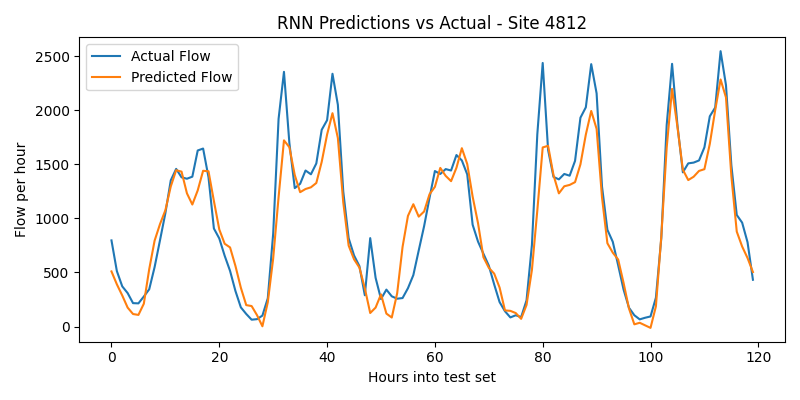 RNN Predictions vs Actual - Site 4812
Actual Flow
Predicted Flow
Flow per hour
2500
2000
1500
1000
500
0
0 20 40 60 80 100 120
Hours into test set